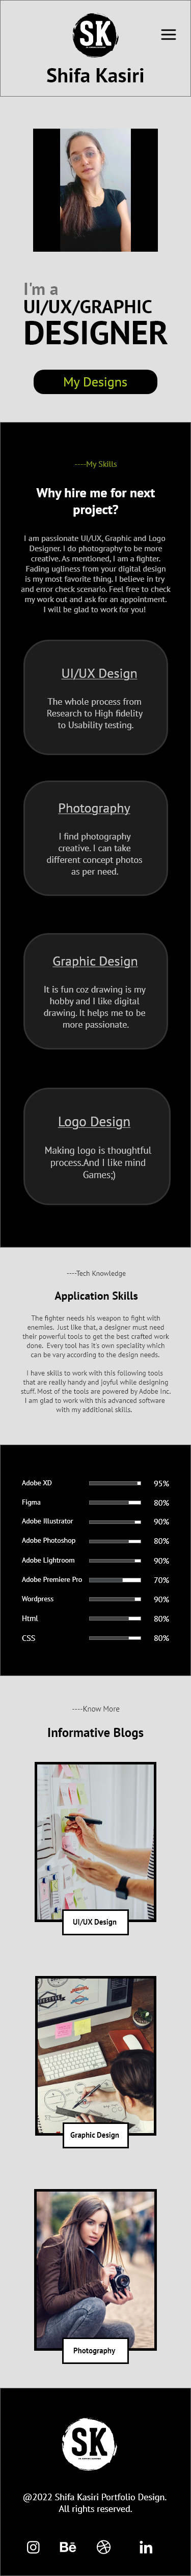 SK
Shifa Kasiri
I'm a
UI/UX/GRAPHIC
DESIGNER
My Designs
----My Skills
Why hire me for next
project?
I am passionate UI/UX, Graphic and Logo
Designer. I do photography to be more
creative. As mentioned, I am a fighter.
Fading ugliness from your digital design
is my most favorite thing. I believe in try
and error check scenario. Feel free to check
my work out and ask for an appointment.
I will be glad to work for you!
UI/UX Design
The whole process from
Research to High fidelity
to Usability testing.
Photography
I find photography
creative. I can take
different concept photos
as per need.
Graphic Design
It is fun coz drawing is my
hobby and I like digital
drawing. It helps me to be
more passionate.
Logo Design
Making logo is thoughtful
process.And I like mind
Games;)
----Tech Knowledge
Application Skills
The fighter needs his weapon to fight with
enemies. Just like that, a designer must need
their powerful tools to get the best crafted work
done. Every tool has it's own speciality which
can be vary according to the design needs.
I have skills to work with this following tools
that are really handy and joyful while designing
stuff. Most of the tools are powered by Adobe Inc.
I am glad to work with this advanced software
with my additional skills.
Adobe XD 95%
Figma 80%
Adobe Illustrator 90%
Adobe Photoshop 80%
Adobe Lightroom 90%
Adobe Premiere Pro 70%
Wordpress 90%
Html 80%
CSS 80%
----Know More
Informative Blogs
UI/UX Design
Graphic Design
Photography
SK
@2022 Shifa Kasiri Portfolio Design.
All rights reserved.
Bē
in